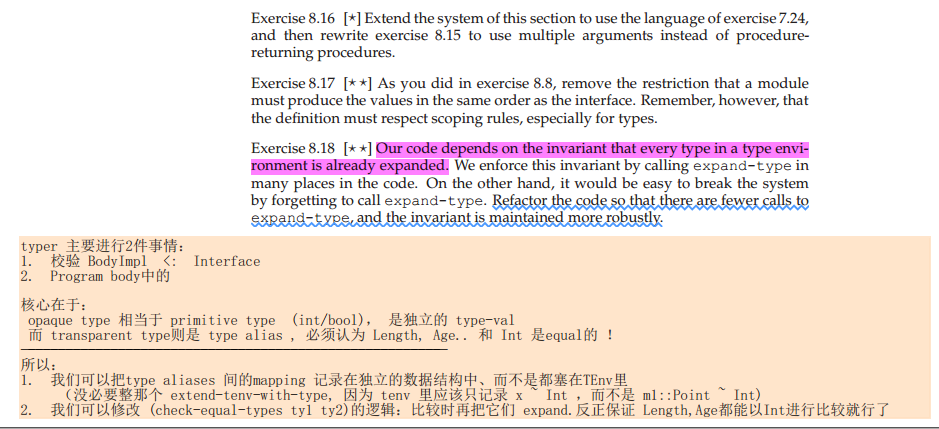 Exercise 8.16 [⋆] Extend the system of this section to use the language of exercise 7.24,
and then rewrite exercise 8.15 to use multiple arguments instead of procedure-
returning procedures.
Exercise 8.17 [⋆⋆] As you did in exercise 8.8, remove the restriction that a module
must produce the values in the same order as the interface. Remember, however, that
the definition must respect scoping rules, especially for types.
Exercise 8.18 [⋆⋆] Our code depends on the invariant that every type in a type envi-
ronment is already expanded. We enforce this invariant by calling expand-type in
many places in the code. On the other hand, it would be easy to break the system
by forgetting to call expand-type. Refactor the code so that there are fewer calls to
expand-type, and the invariant is maintained more robustly.
typer 主要进行2件事情:
1. 校验 BodyImpl <: Interface
2. Program body中的
核心在于:
opaque type 相当于 primitive type (int/bool), 是独立的 type-val
而 transparent type则是 type alias , 必须认为 Length, Age.. 和 Int 是equal的 !
所以:
1. 我们可以把type aliases 间的mapping 记录在独立的数据结构中、而不是都塞在TEnv里
(没必要整那个 extend-tenv-with-type, 因为 tenv 里应该只记录 x ~ Int , 而不是 m1::Point ~ Int)
2. 我们可以修改 (check-equal-types ty1 ty2)的逻辑: 比较时再把它们 expand.反正保证 Length,Age都能以Int进行比较就行了